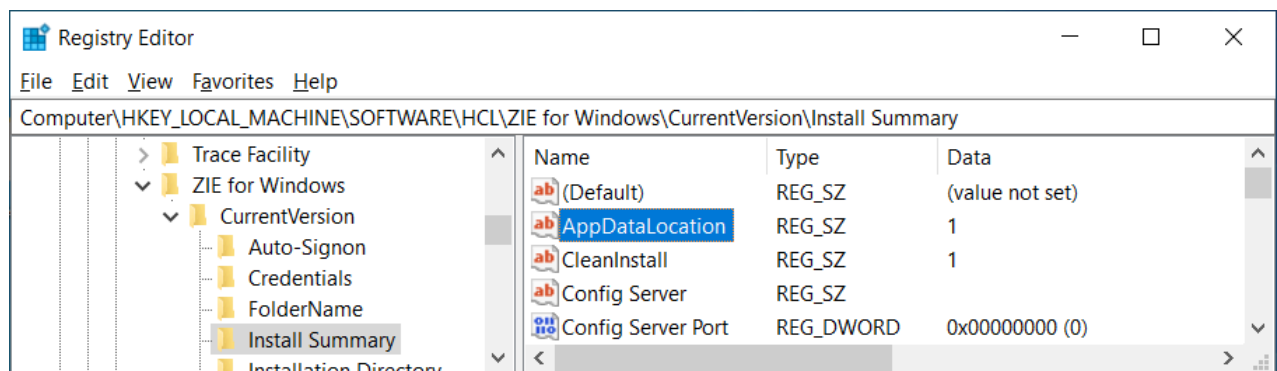 Registry Editor
File Edit View Favorites Help
Computer\HKEY_LOCAL_MACHINE\SOFTWARE\HCL\ZIE for Windows\CurrentVersion\Install Summary
Trace Facility
ZIE for Windows
CurrentVersion
Auto-Signon
Credentials
FolderName
Install Summary
Installation Directory
Name Type Data
(Default) REG_SZ (value not set)
AppDataLocation REG_SZ 1
CleanInstall REG_SZ 1
Config Server REG_SZ
Config Server Port REG_DWORD 0x00000000 (0)